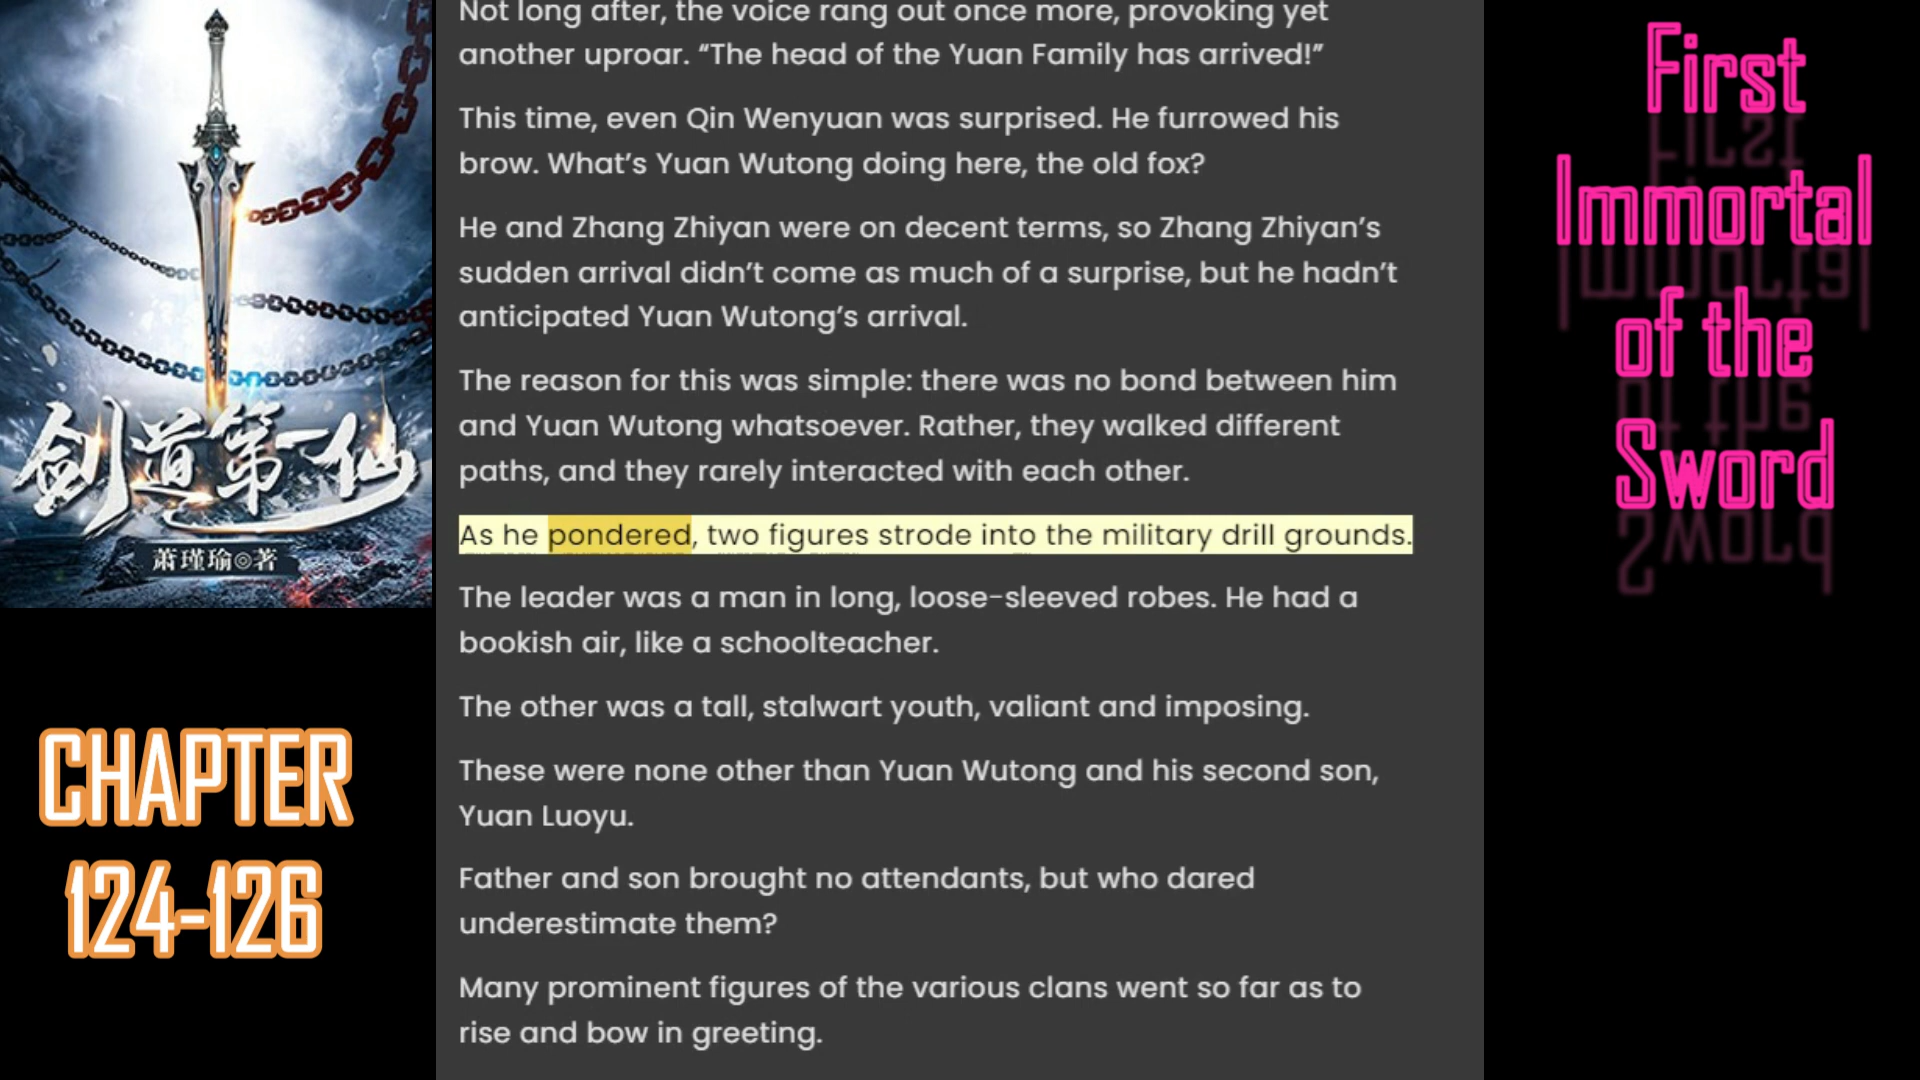 剑道第一仙
萧瑾瑜◎著
CHAPTER
124-126
Not long after, the voice rang out once more, provoking yet
another uproar. “The head of the Yuan Family has arrived!”
This time, even Qin Wenyuan was surprised. He furrowed his
brow. What’s Yuan Wutong doing here, the old fox?
He and Zhang Zhiyan were on decent terms, so Zhang Zhiyan’s
sudden arrival didn’t come as much of a surprise, but he hadn’t
anticipated Yuan Wutong’s arrival.
The reason for this was simple: there was no bond between him
and Yuan Wutong whatsoever. Rather, they walked different
paths, and they rarely interacted with each other.
As he pondered, two figures strode into the military drill grounds.
The leader was a man in long, loose-sleeved robes. He had a
bookish air, like a schoolteacher.
The other was a tall, stalwart youth, valiant and imposing.
These were none other than Yuan Wutong and his second son,
Yuan Luoyu.
Father and son brought no attendants, but who dared
underestimate them?
Many prominent figures of the various clans went so far as to
rise and bow in greeting.
First
Immortal
of the
Sword